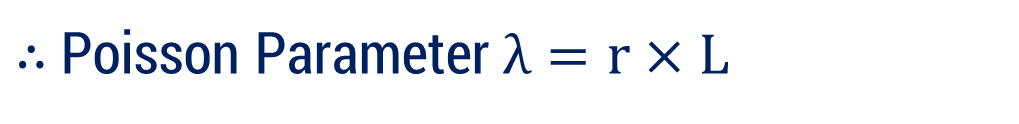 ∴ Poisson Parameter λ = r × L